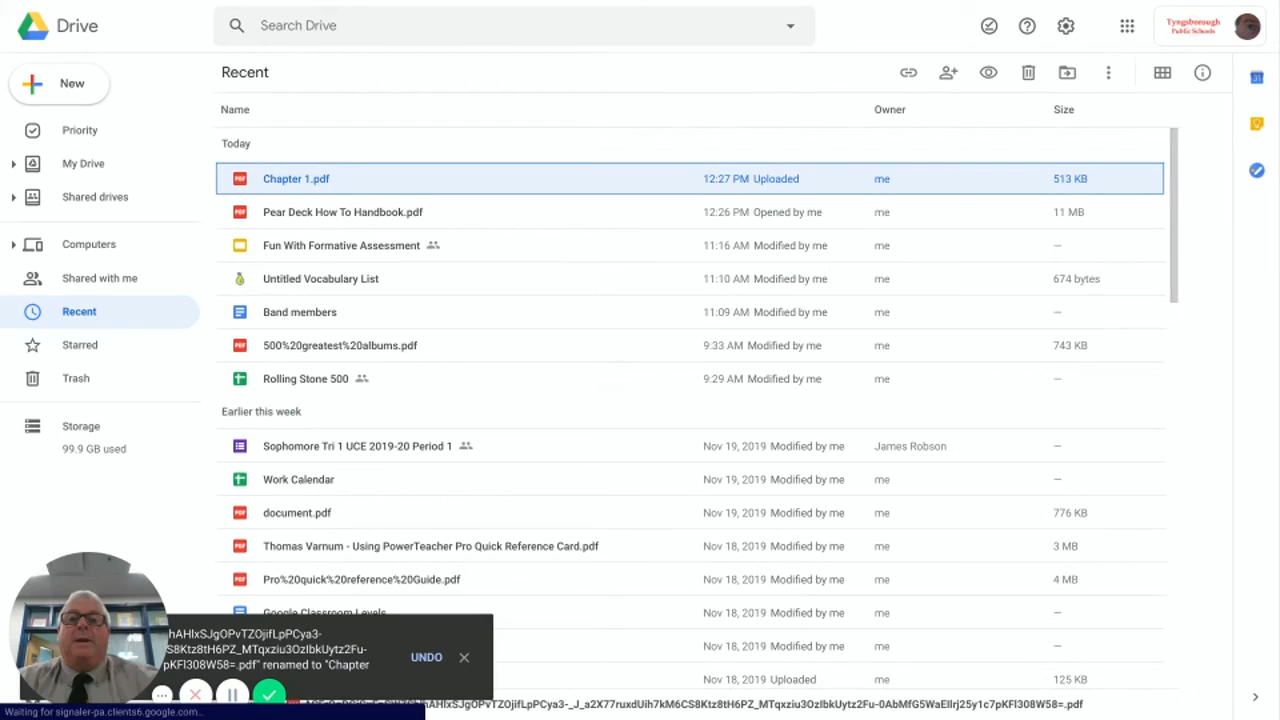 Drive
Search Drive
Tyngsborough
Public Schools
New
Recent
Name
Owner
Size
Priority
My Drive
Shared drives
Computers
Shared with me
Recent
Starred
Trash
Storage
99.9 GB used
Today
Chapter 1.pdf 12:27 PM Uploaded me 513 KB
Pear Deck How To Handbook.pdf 12:26 PM Opened by me me 11 MB
Fun With Formative Assessment 11:16 AM Modified by me me —
Untitled Vocabulary List 11:10 AM Modified by me me 674 bytes
Band members 11:09 AM Modified by me me —
500%20greatest%20albums.pdf 9:33 AM Modified by me me 743 KB
Rolling Stone 500 9:29 AM Modified by me me —
Earlier this week
Sophomore Tri 1 UCE 2019-20 Period 1 Nov 19, 2019 Modified by me James Robson —
Work Calendar Nov 19, 2019 Modified by me me —
document.pdf Nov 19, 2019 Modified by me me 776 KB
Thomas Varnum - Using PowerTeacher Pro Quick Reference Card.pdf Nov 18, 2019 Modified by me me 3 MB
Pro%20quick%20reference%20Guide.pdf Nov 18, 2019 Modified by me me 4 MB
Google Classroom Levels Nov 18, 2019 Modified by me me —
Nov 18, 2019 Modified by me me —
Nov 18, 2019 Uploaded me 125 KB
renamed to "Chapter
UNDO
Waiting for signaler-pa.clients6.google.com...